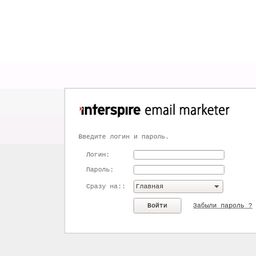 interspire email marketer
Введите логин и пароль.
Логин:
Пароль:
Сразу на:: Главная
Войти Забыли пароль ?